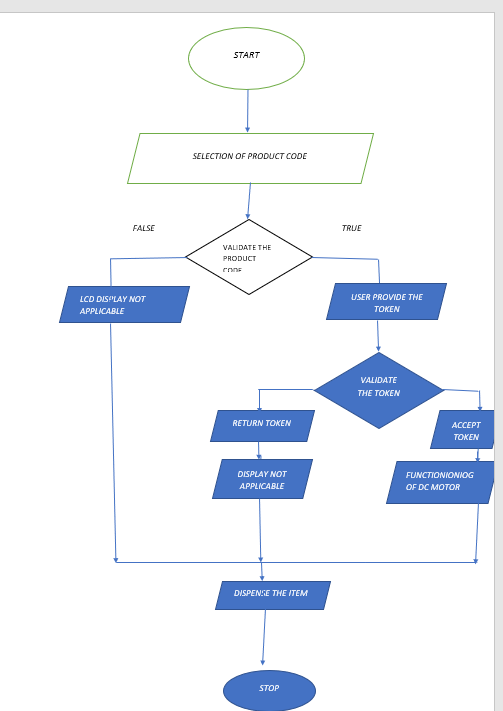 START
SELECTION OF PRODUCT CODE
FALSE
TRUE
VALIDATE THE
PRODUCT
CODE
LCD DISPLAY NOT
APPLICABLE
USER PROVIDE THE
TOKEN
VALIDATE
THE TOKEN
RETURN TOKEN
ACCEPT
TOKEN
DISPLAY NOT
APPLICABLE
FUNCTIONIONIOG
OF DC MOTOR
DISPENSE THE ITEM
STOP